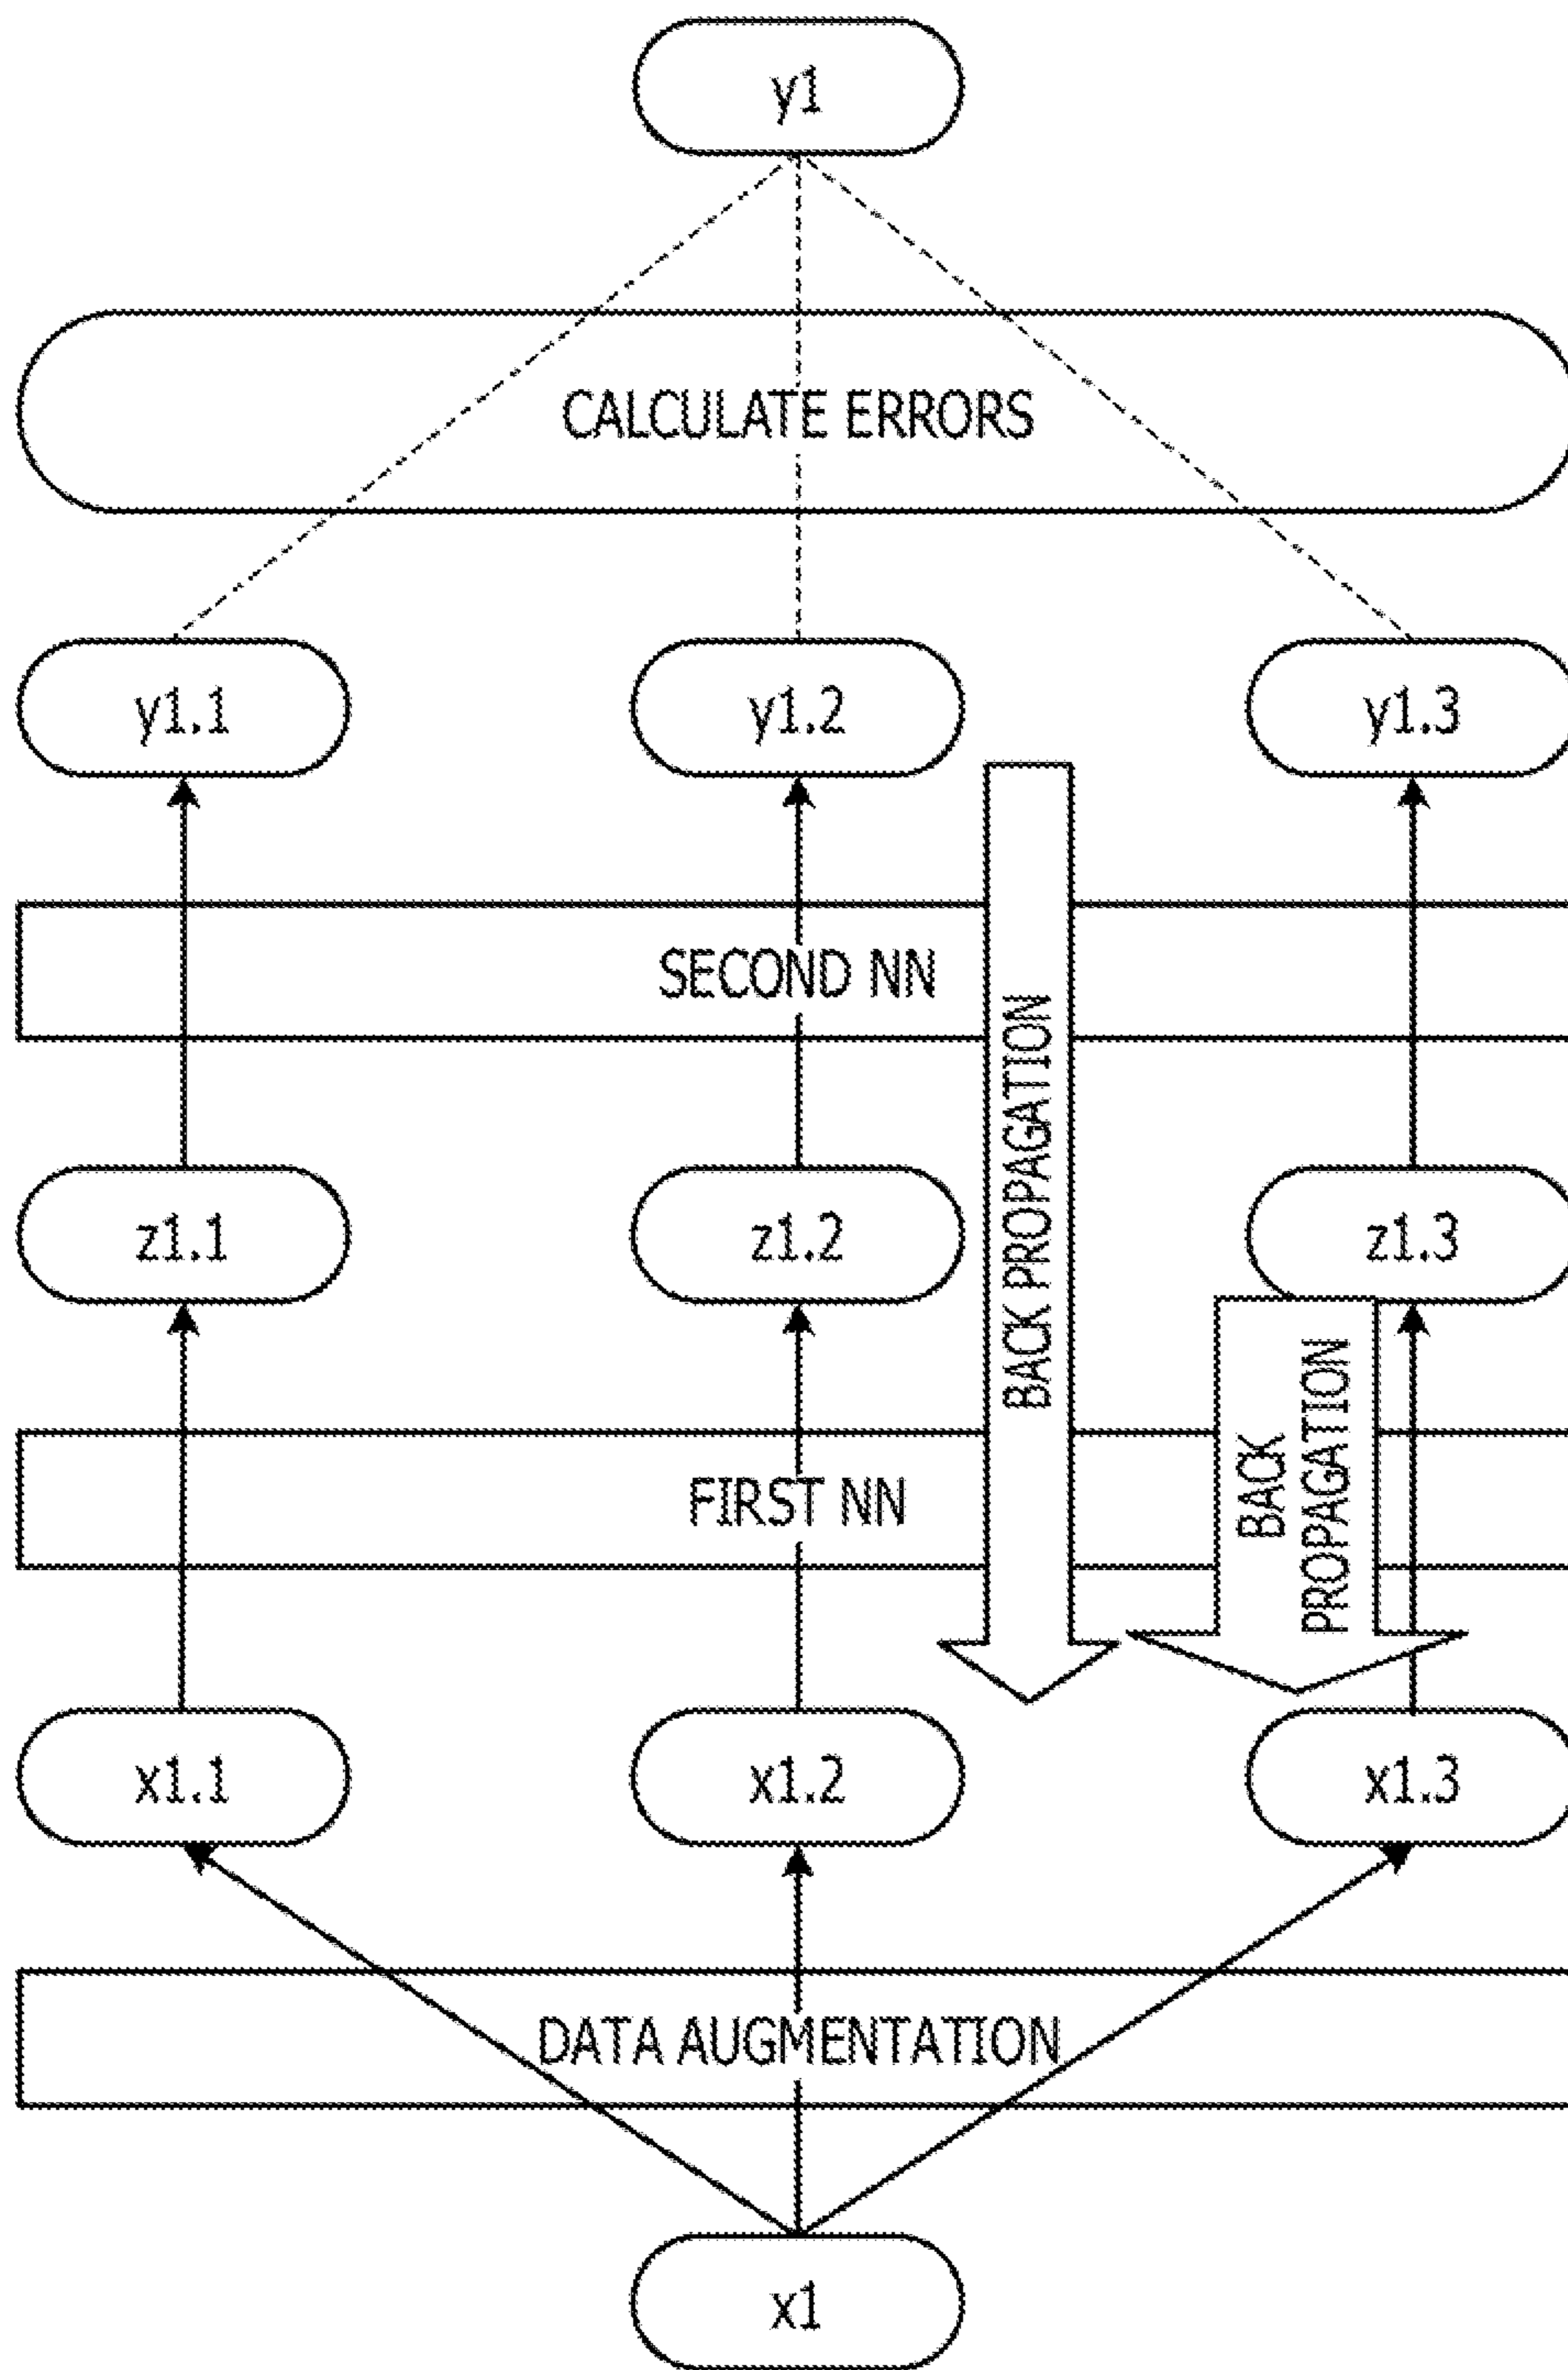 y1
CALCULATE ERRORS
y1.1
y1.2
y1.3
SECOND NN
BACK PROPAGATION
z1.1
z1.2
z1.3
BACK
PROPAGATION
FIRST NN
x1.1
x1.2
x1.3
DATA AUGMENTATION
x1